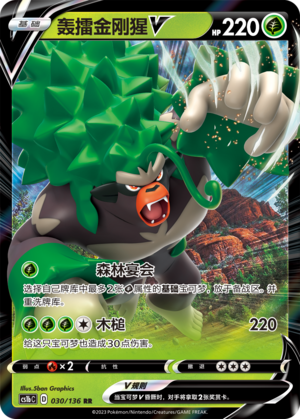 基础 轰擂金刚猩V HP 220
森林宴会
选择自己牌库中最多2张属性的基础宝可梦，放于备战区。并
重洗牌库。
木槌 220
给这只宝可梦也造成30点伤害。
弱点 ×2 抵抗力 撤退
Illus.5ban Graphics
V规则
当宝可梦V昏厥时，对手将拿取2张奖赏卡。
CS3bC D 030/136 RR
©2023 Pokémon/Nintendo/Creatures/GAME FREAK.